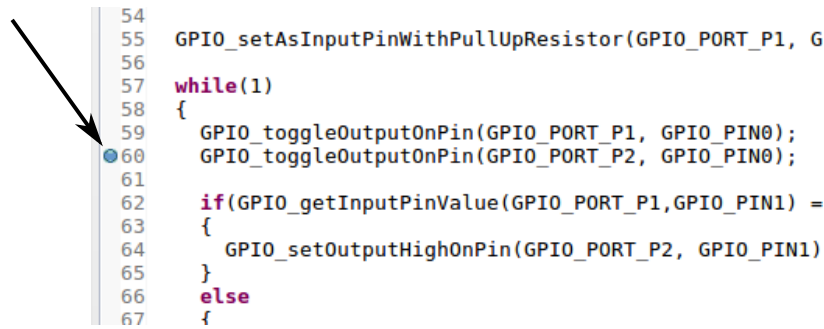 54
55 GPIO_setAsInputPinWithPullUpResistor(GPIO_PORT_P1, G
56
57 while(1)
58 {
59 GPIO_toggleOutputOnPin(GPIO_PORT_P1, GPIO_PIN0);
60 GPIO_toggleOutputOnPin(GPIO_PORT_P2, GPIO_PIN0);
61
62 if(GPIO_getInputPinValue(GPIO_PORT_P1,GPIO_PIN1) =
63 {
64 GPIO_setOutputHighOnPin(GPIO_PORT_P2, GPIO_PIN1)
65 }
66 else
67 {